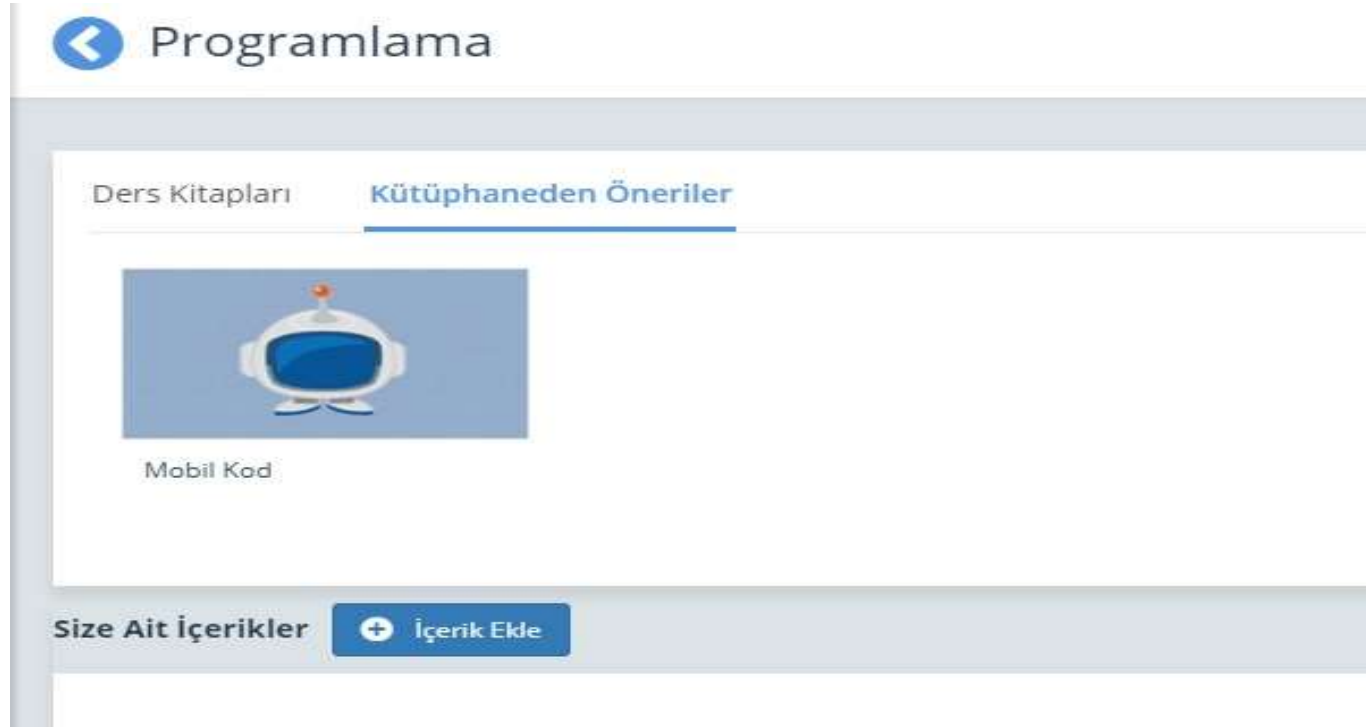 Programlama
Ders Kitapları Kütüphaneden Öneriler
Mobil Kod
Size Ait İçerikler İçerik Ekle